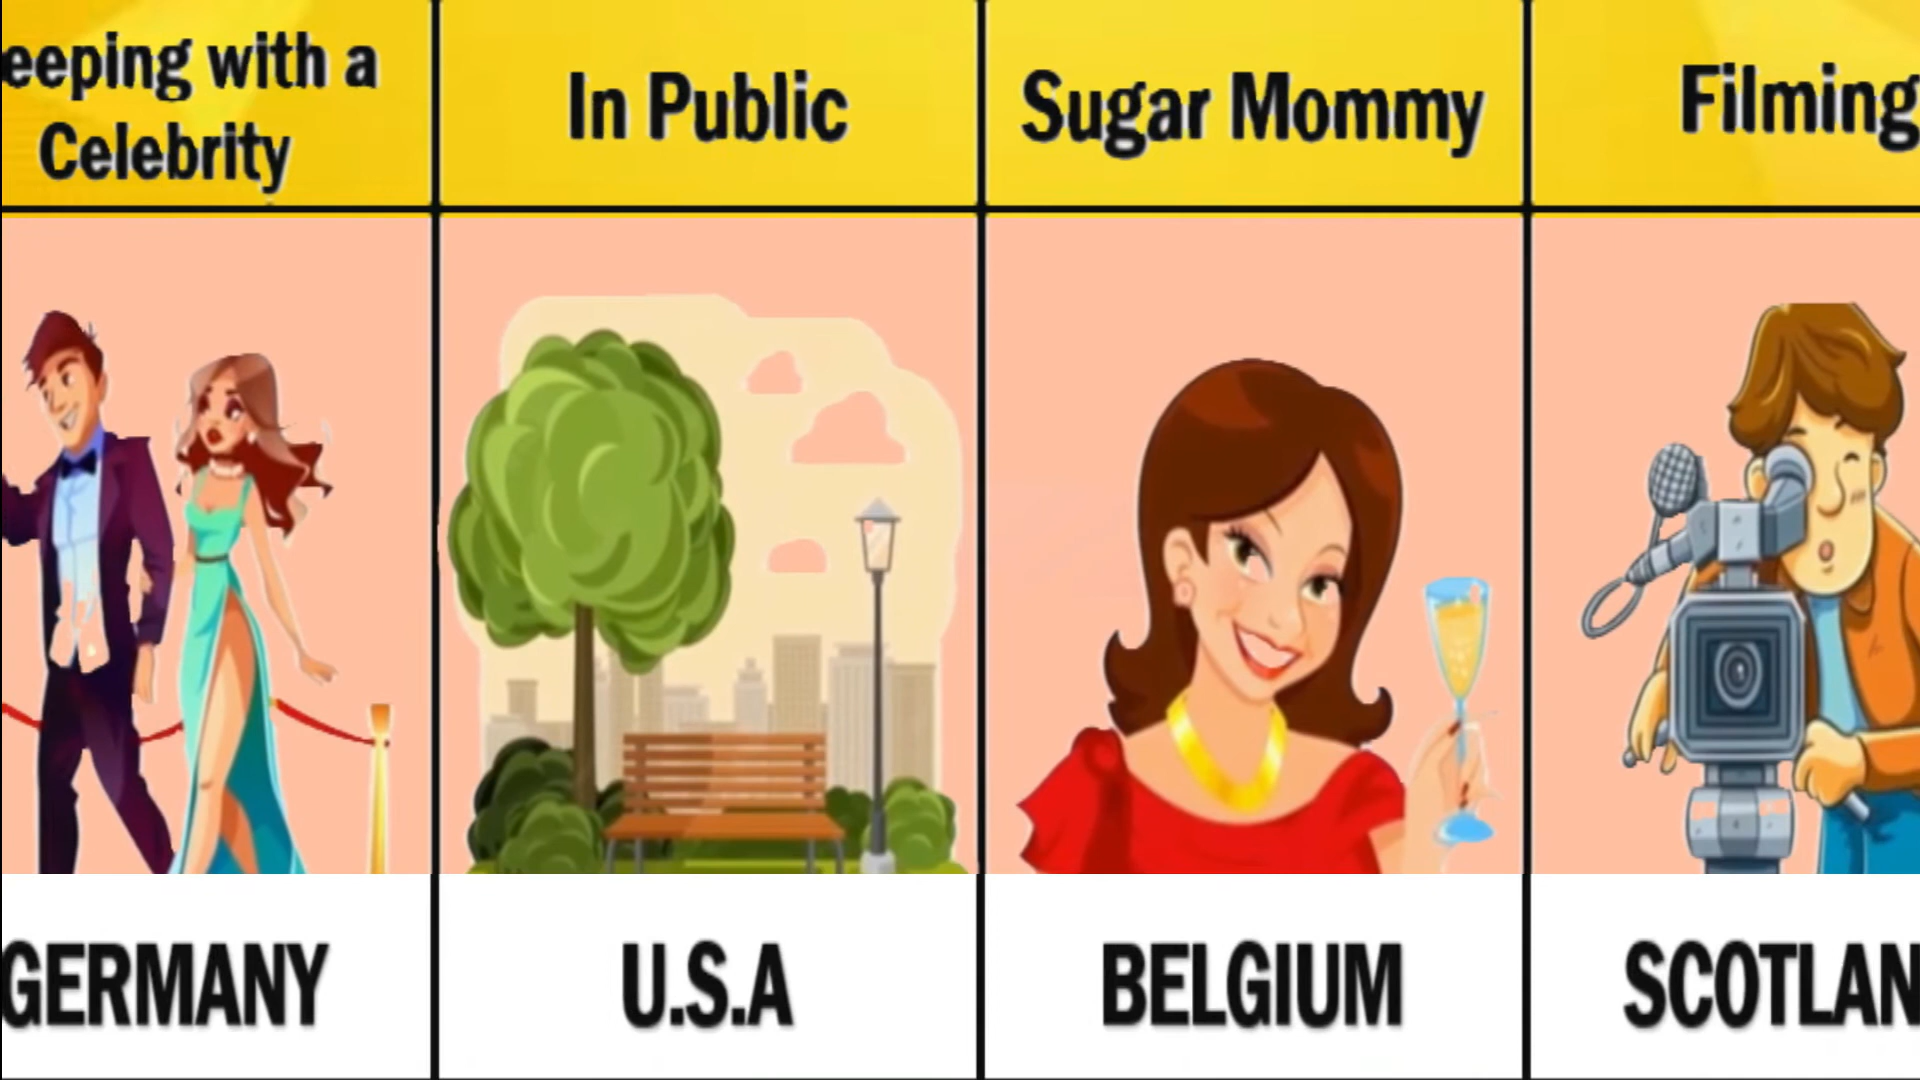 eeping with a
Celebrity
In Public
Sugar Mommy
Filming
GERMANY
U.S.A
BELGIUM
SCOTLAN